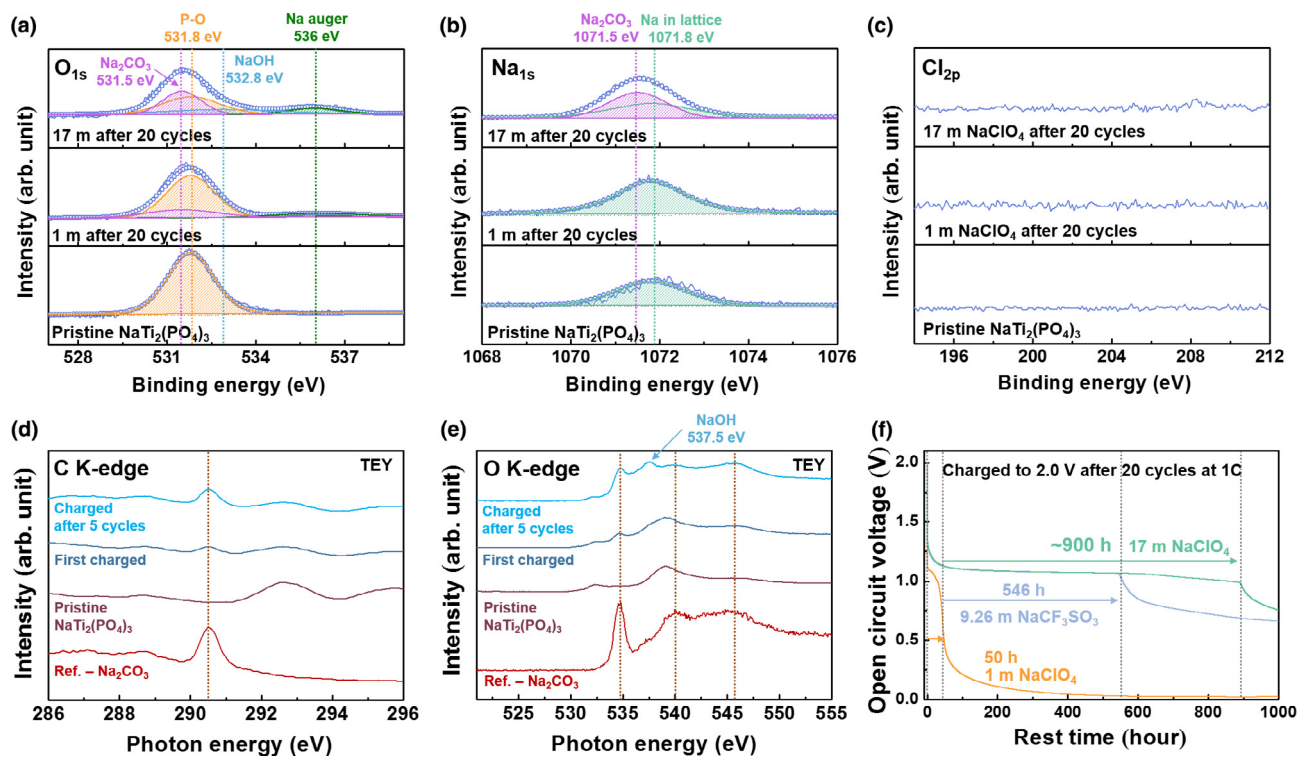 (a)
P-O
531.8 eV
Na auger
536 eV
O1s
Na₂CO₃
531.5 eV
NaOH
532.8 eV
17 m after 20 cycles
1 m after 20 cycles
Pristine NaTi₂(PO₄)₃
Intensity (arb. unit)
528 531 534 537
Binding energy (eV)
(b)
Na₂CO₃ Na in lattice
1071.5 eV 1071.8 eV
Na1s
17 m after 20 cycles
1 m after 20 cycles
Pristine NaTi₂(PO₄)₃
Intensity (arb. unit)
1068 1070 1072 1074 1076
Binding energy (eV)
(c)
Cl2p
17 m NaClO₄ after 20 cycles
1 m NaClO₄ after 20 cycles
Pristine NaTi₂(PO₄)₃
Intensity (arb. unit)
196 200 204 208 212
Binding energy (eV)
(d)
C K-edge TEY
Charged
after 5 cycles
First charged
Pristine
NaTi₂(PO₄)₃
Ref. – Na₂CO₃
Intensity (arb. unit)
286 288 290 292 294 296
Photon energy (eV)
(e)
NaOH
537.5 eV
O K-edge TEY
Charged
after 5 cycles
First charged
Pristine
NaTi₂(PO₄)₃
Ref. – Na₂CO₃
Intensity (arb. unit)
525 530 535 540 545 550 555
Photon energy (eV)
(f)
Charged to 2.0 V after 20 cycles at 1C
~900 h 17 m NaClO₄
546 h
9.26 m NaCF₃SO₃
50 h
1 m NaClO₄
Open circuit voltage (V)
2.0
1.5
1.0
0.5
0.0
0 200 400 600 800 1000
Rest time (hour)